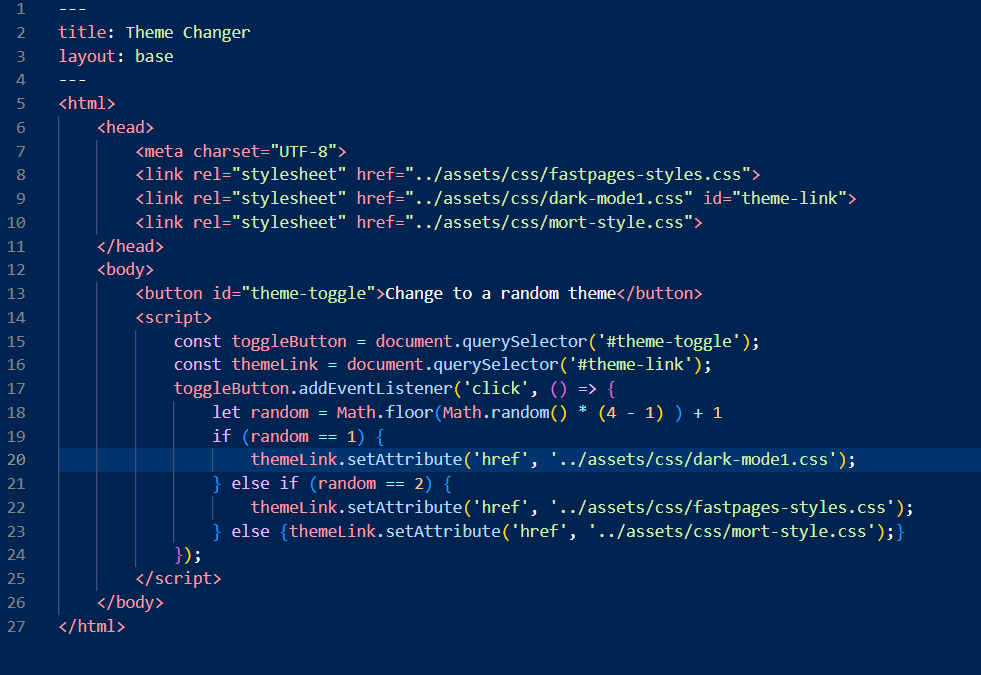 1 ---
2 title: Theme Changer
3 layout: base
4 ---
5 <html>
6     <head>
7         <meta charset="UTF-8">
8         <link rel="stylesheet" href="../assets/css/fastpages-styles.css">
9         <link rel="stylesheet" href="../assets/css/dark-mode1.css" id="theme-link">
10         <link rel="stylesheet" href="../assets/css/mort-style.css">
11     </head>
12     <body>
13         <button id="theme-toggle">Change to a random theme</button>
14         <script>
15             const toggleButton = document.querySelector('#theme-toggle');
16             const themeLink = document.querySelector('#theme-link');
17             toggleButton.addEventListener('click', () => {
18                 let random = Math.floor(Math.random() * (4 - 1) ) + 1
19                 if (random == 1) {
20                     themeLink.setAttribute('href', '../assets/css/dark-mode1.css');
21                 } else if (random == 2) {
22                     themeLink.setAttribute('href', '../assets/css/fastpages-styles.css');
23                 } else {themeLink.setAttribute('href', '../assets/css/mort-style.css');}
24             });
25         </script>
26     </body>
27 </html>